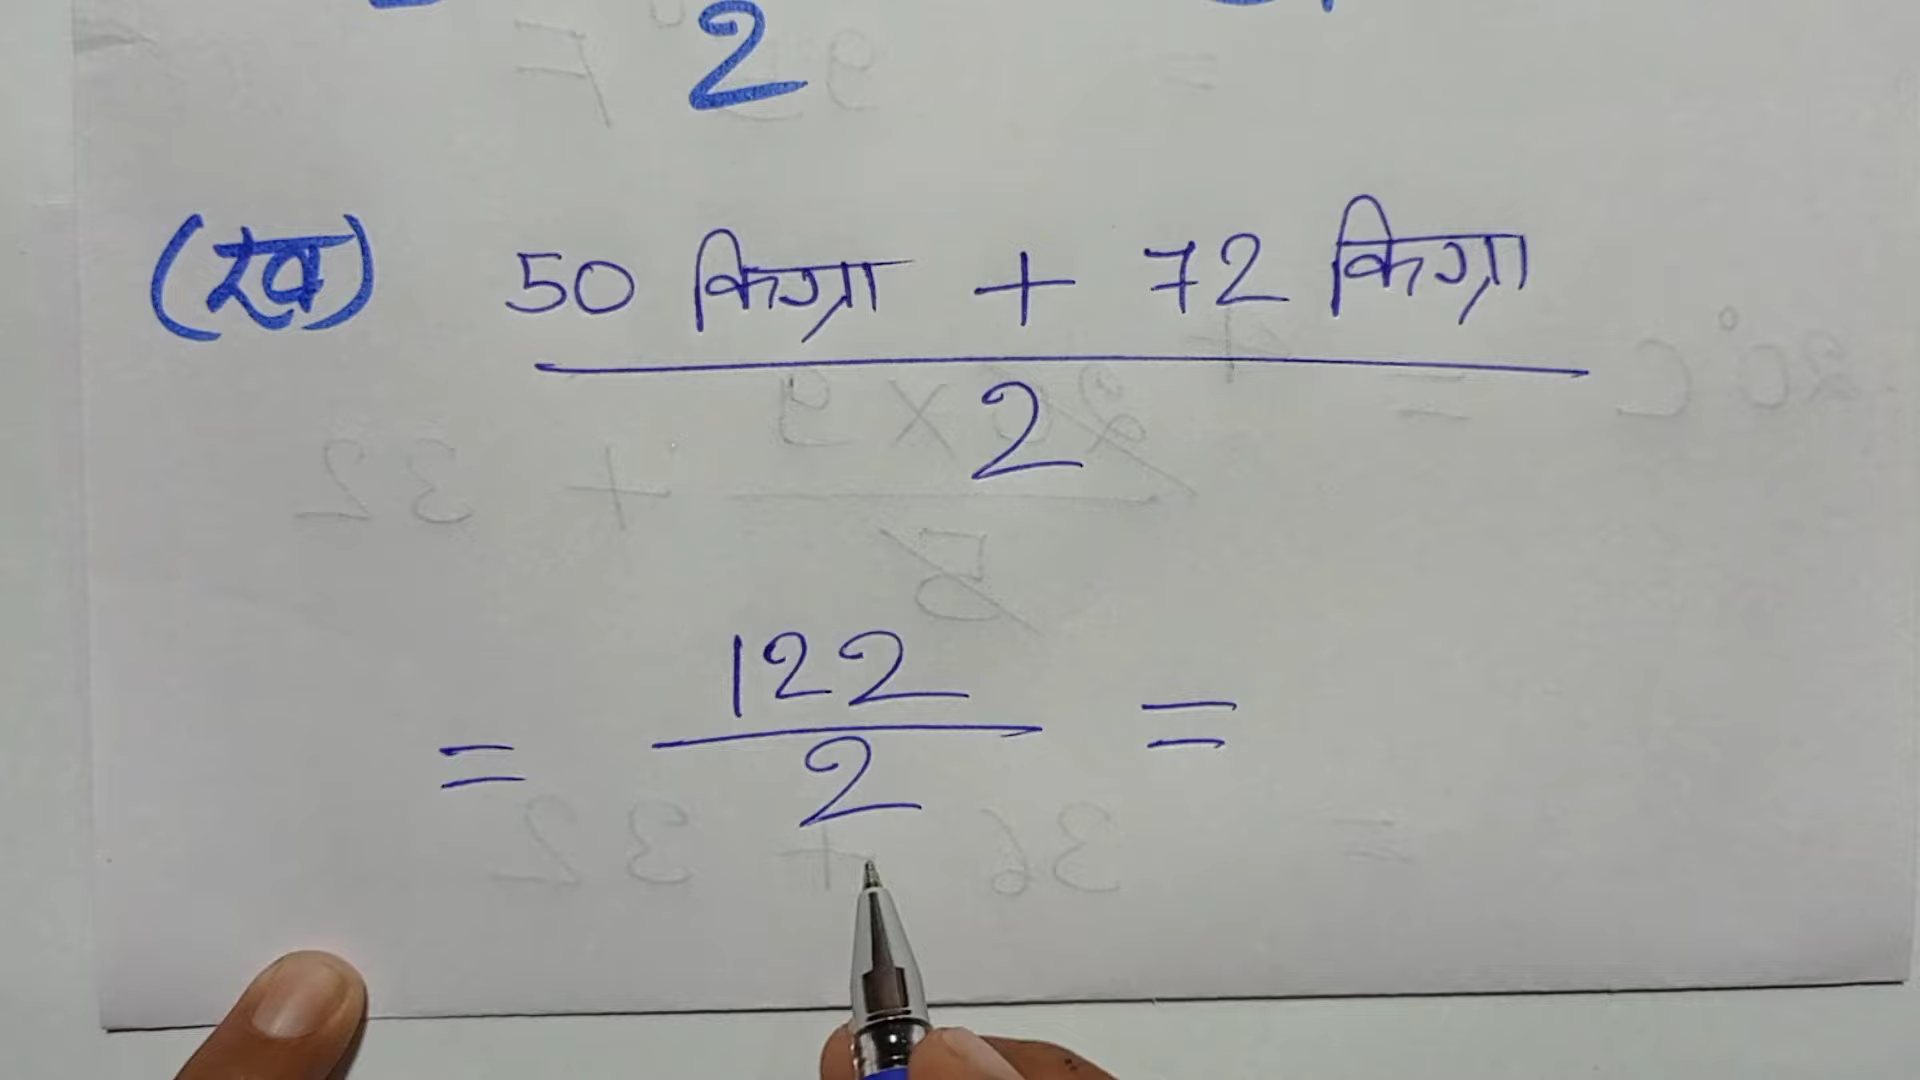 2
(ख) 50 किग्रा + 72 किग्रा
2
= 122 =
2